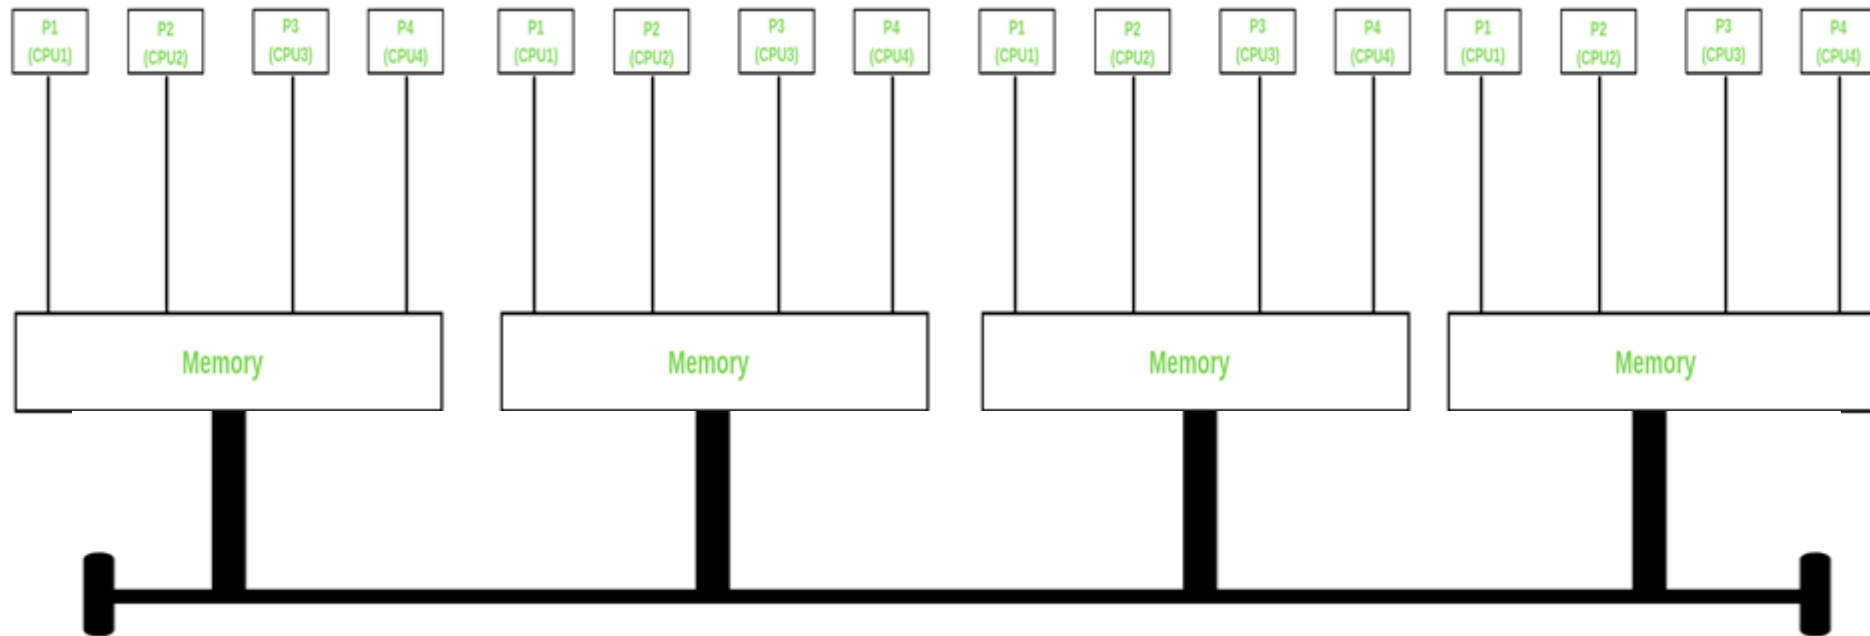 P1
(CPU1)
P2
(CPU2)
P3
(CPU3)
P4
(CPU4)
P1
(CPU1)
P2
(CPU2)
P3
(CPU3)
P4
(CPU4)
P1
(CPU1)
P2
(CPU2)
P3
(CPU3)
P4
(CPU4)
P1
(CPU1)
P2
(CPU2)
P3
(CPU3)
P4
(CPU4)
Memory
Memory
Memory
Memory